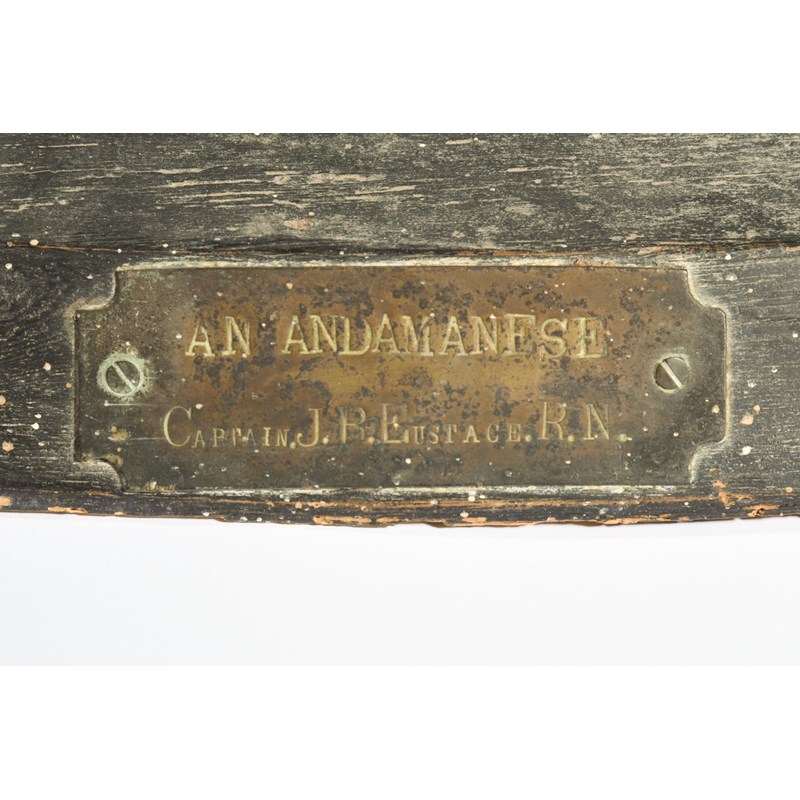 AN ANDAMANESE
CAPTAIN. J. B. EUSTACE. R. N.